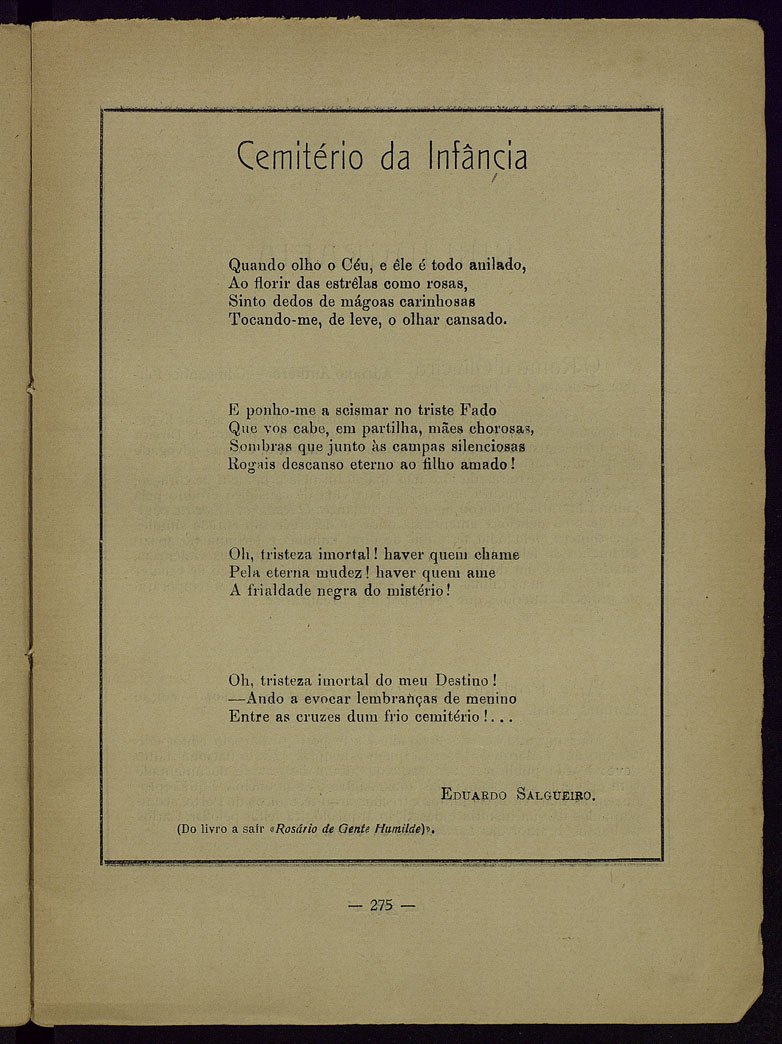 Cemitério da Infância
Quando olho o Céu, e êle é todo anilado,
Ao florir das estrêlas como rosas,
Sinto dedos de mágoas carinhosas
Tocando-me, de leve, o olhar cansado.
E ponho-me a scismar no triste Fado
Que vos cabe, em partilha, mães chorosas,
Sombras que junto às campas silenciosas
Rogais descanso eterno ao filho amado!
Oh, tristeza imortal! haver quem chame
Pela eterna mudez! haver quem ame
A frialdade negra do mistério!
Oh, tristeza imortal do meu Destino!
—Ando a evocar lembranças de menino
Entre as cruzes dum frio cemitério!...
EDUARDO SALGUEIRO.
(Do livro a sair «Rosário de Gente Humilde)».
— 275 —